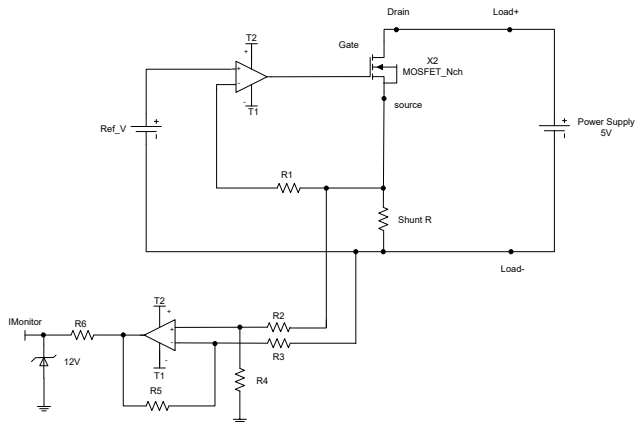 Drain
Load+
T2
+
Gate
X2
MOSFET_Nch
+
-
-
T1
source
Ref_V
+
-
Power Supply
5V
+
-
R1
Shunt R
Load-
IMonitor
R6
T2
+
+
-
-
T1
R2
R3
12V
R4
R5